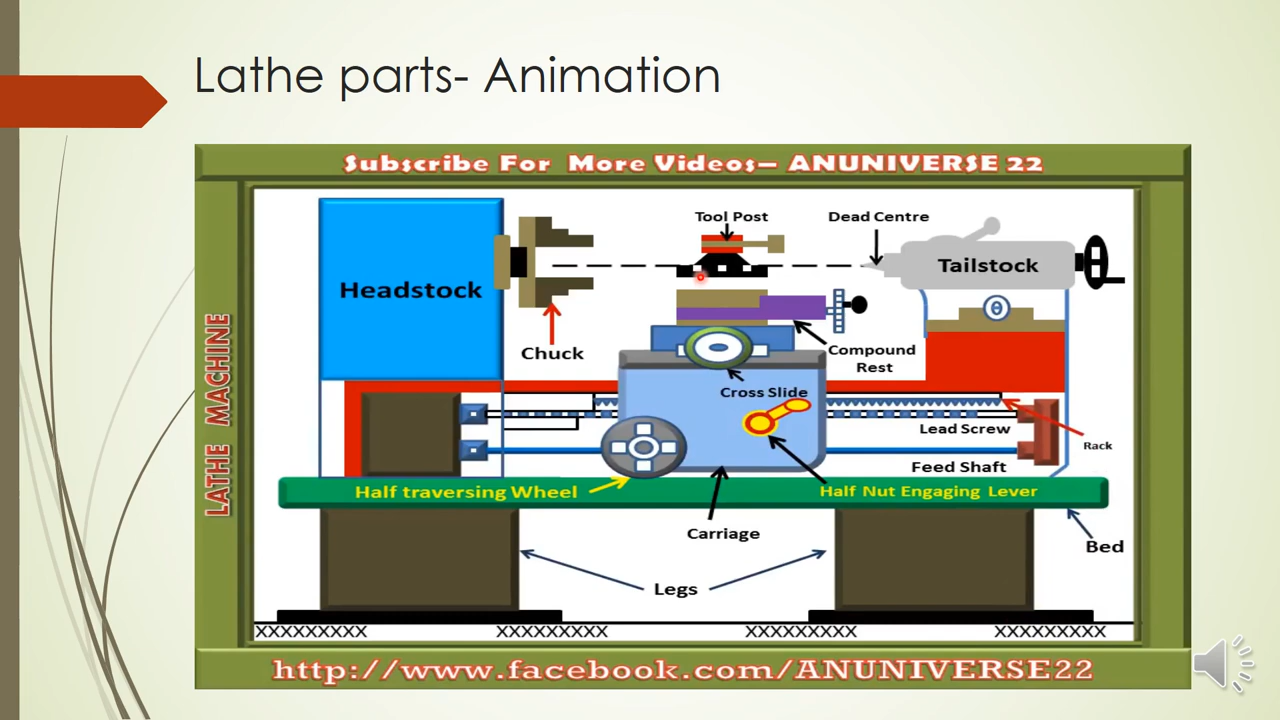 Lathe parts- Animation
Subscribe For More Videos– ANUNIVERSE 22
LATHE MACHINE
Tool Post
Dead Centre
Headstock
Tailstock
Chuck
Compound
Rest
Cross Slide
Lead Screw
Rack
Feed Shaft
Half traversing Wheel
Half Nut Engaging Lever
Carriage
Bed
Legs
XXXXXXXXX XXXXXXXXX XXXXXXXXX XXXXXXXXX
http://www.facebook.com/ANUNIVERSE22